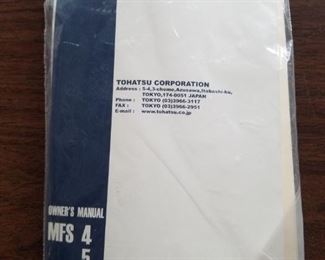 TOHATSU CORPORATION
Address : 5-4,3-chome,Azusawa,Itabashi-ku,
TOKYO,174-0051 JAPAN
Phone : TOKYO (03)3966-3117
FAX : TOKYO (03)3966-2951
E-mail : www.tohatsu.co.jp
OWNER'S MANUAL
MFS 4
5